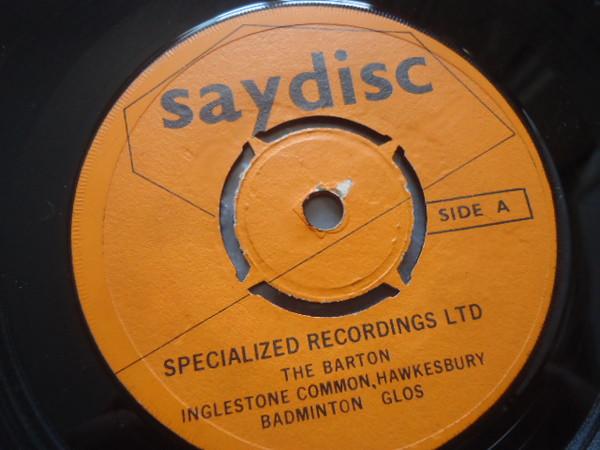 saydisc
SIDE A
SPECIALIZED RECORDINGS LTD
THE BARTON
INGLESTONE COMMON, HAWKESBURY
BADMINTON GLOS